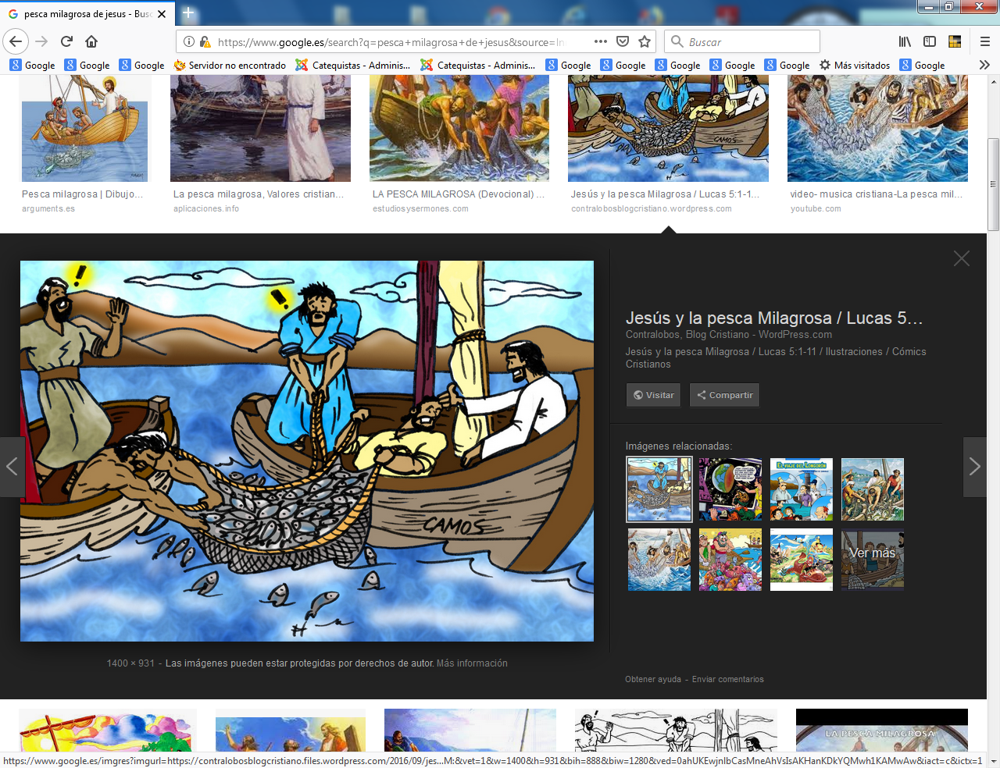 pesca milagrosa de jesus - Busc
https://www.google.es/search?q=pesca+milagrosa+de+jesus&source=ln
Buscar
Google
Google
Google
Servidor no encontrado
Catequistas - Adminis...
Catequistas - Adminis...
Google
Google
Google
Google
Google
Más visitados
Google
CAMOS
Pesca milagrosa | Dibujo...
La pesca milagrosa, Valores cristian...
LA PESCA MILAGROSA (Devocional) ...
Jesús y la pesca Milagrosa / Lucas 5:1-1...
video- musica cristiana-La pesca mil...
arguments.es
aplicaciones.info
estudiosysermones.com
contralobosblogcristiano.wordpress.com
youtube.com
!
!
CAMOS
Jesús y la pesca Milagrosa / Lucas 5...
Contralobos, Blog Cristiano - WordPress.com
Jesús y la pesca Milagrosa / Lucas 5:1-11 / Ilustraciones / Cómics
Cristianos
Visitar
Compartir
Imágenes relacionadas:
EL VIAJE DEL LONGORÓN
Ver más
1400 × 931 - Las imágenes pueden estar protegidas por derechos de autor. Más información
Obtener ayuda - Enviar comentarios
LA PESCA MILAGROSA
https://www.google.es/imgres?imgurl=https://contralobosblogcristiano.files.wordpress.com/2016/09/jes...M:&vet=1&w=1400&h=931&bih=888&biw=1280&ved=0ahUKEwjnlbCasMneAhVsIsAKHanKDkYQMwh1KAMwAw&iact=c&ictx=1